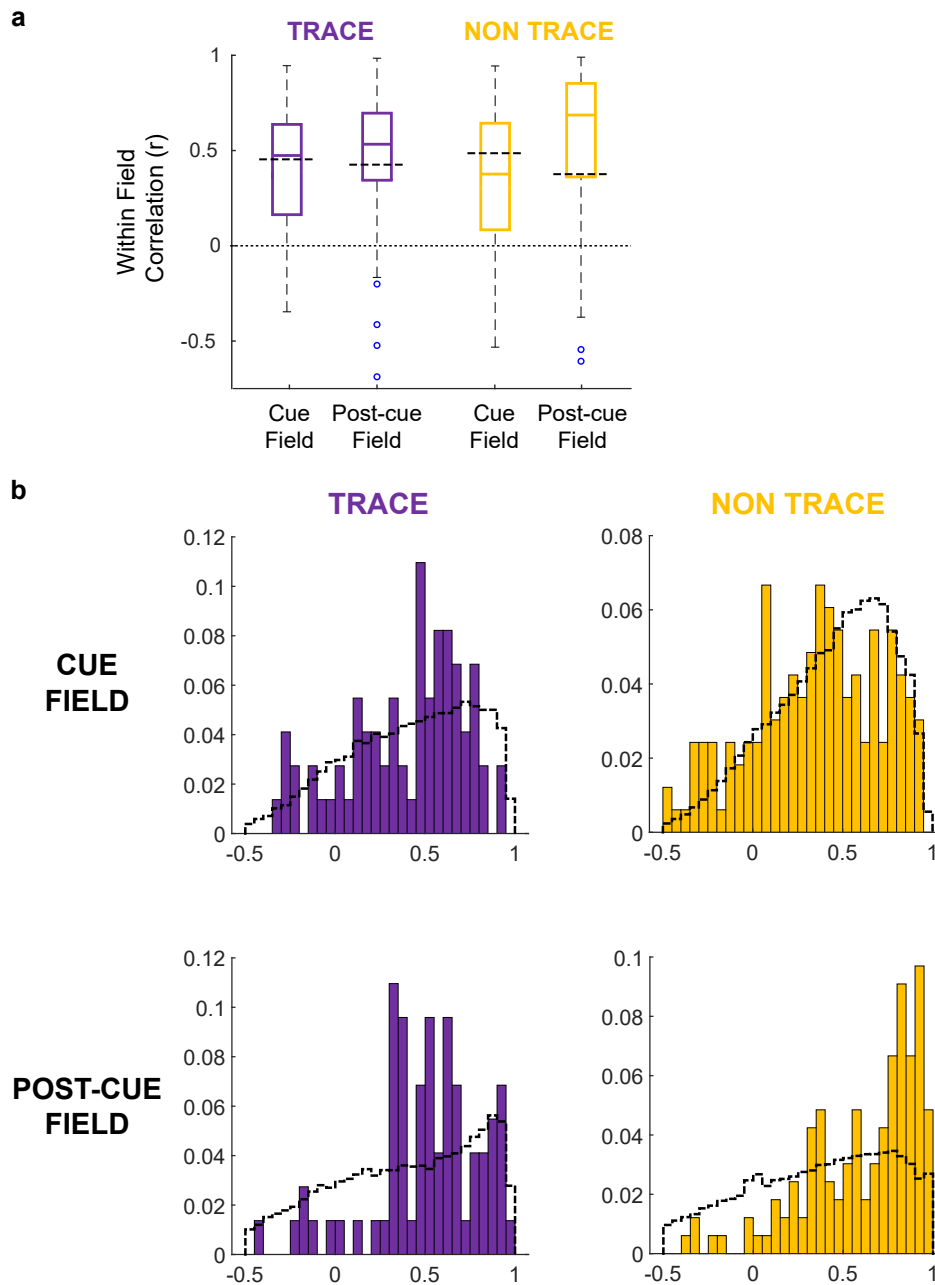 a
TRACE NON TRACE
Within Field
Correlation (r)
1
0.5
0
-0.5
Cue
Field
Post-cue
Field
Cue
Field
Post-cue
Field
b
TRACE
NON TRACE
CUE
FIELD
0.12
0.1
0.08
0.06
0.04
0.02
0
-0.5 0 0.5 1
0.08
0.06
0.04
0.02
0
-0.5 0 0.5 1
POST-CUE
FIELD
0.12
0.1
0.08
0.06
0.04
0.02
0
-0.5 0 0.5 1
0.1
0.08
0.06
0.04
0.02
0
-0.5 0 0.5 1